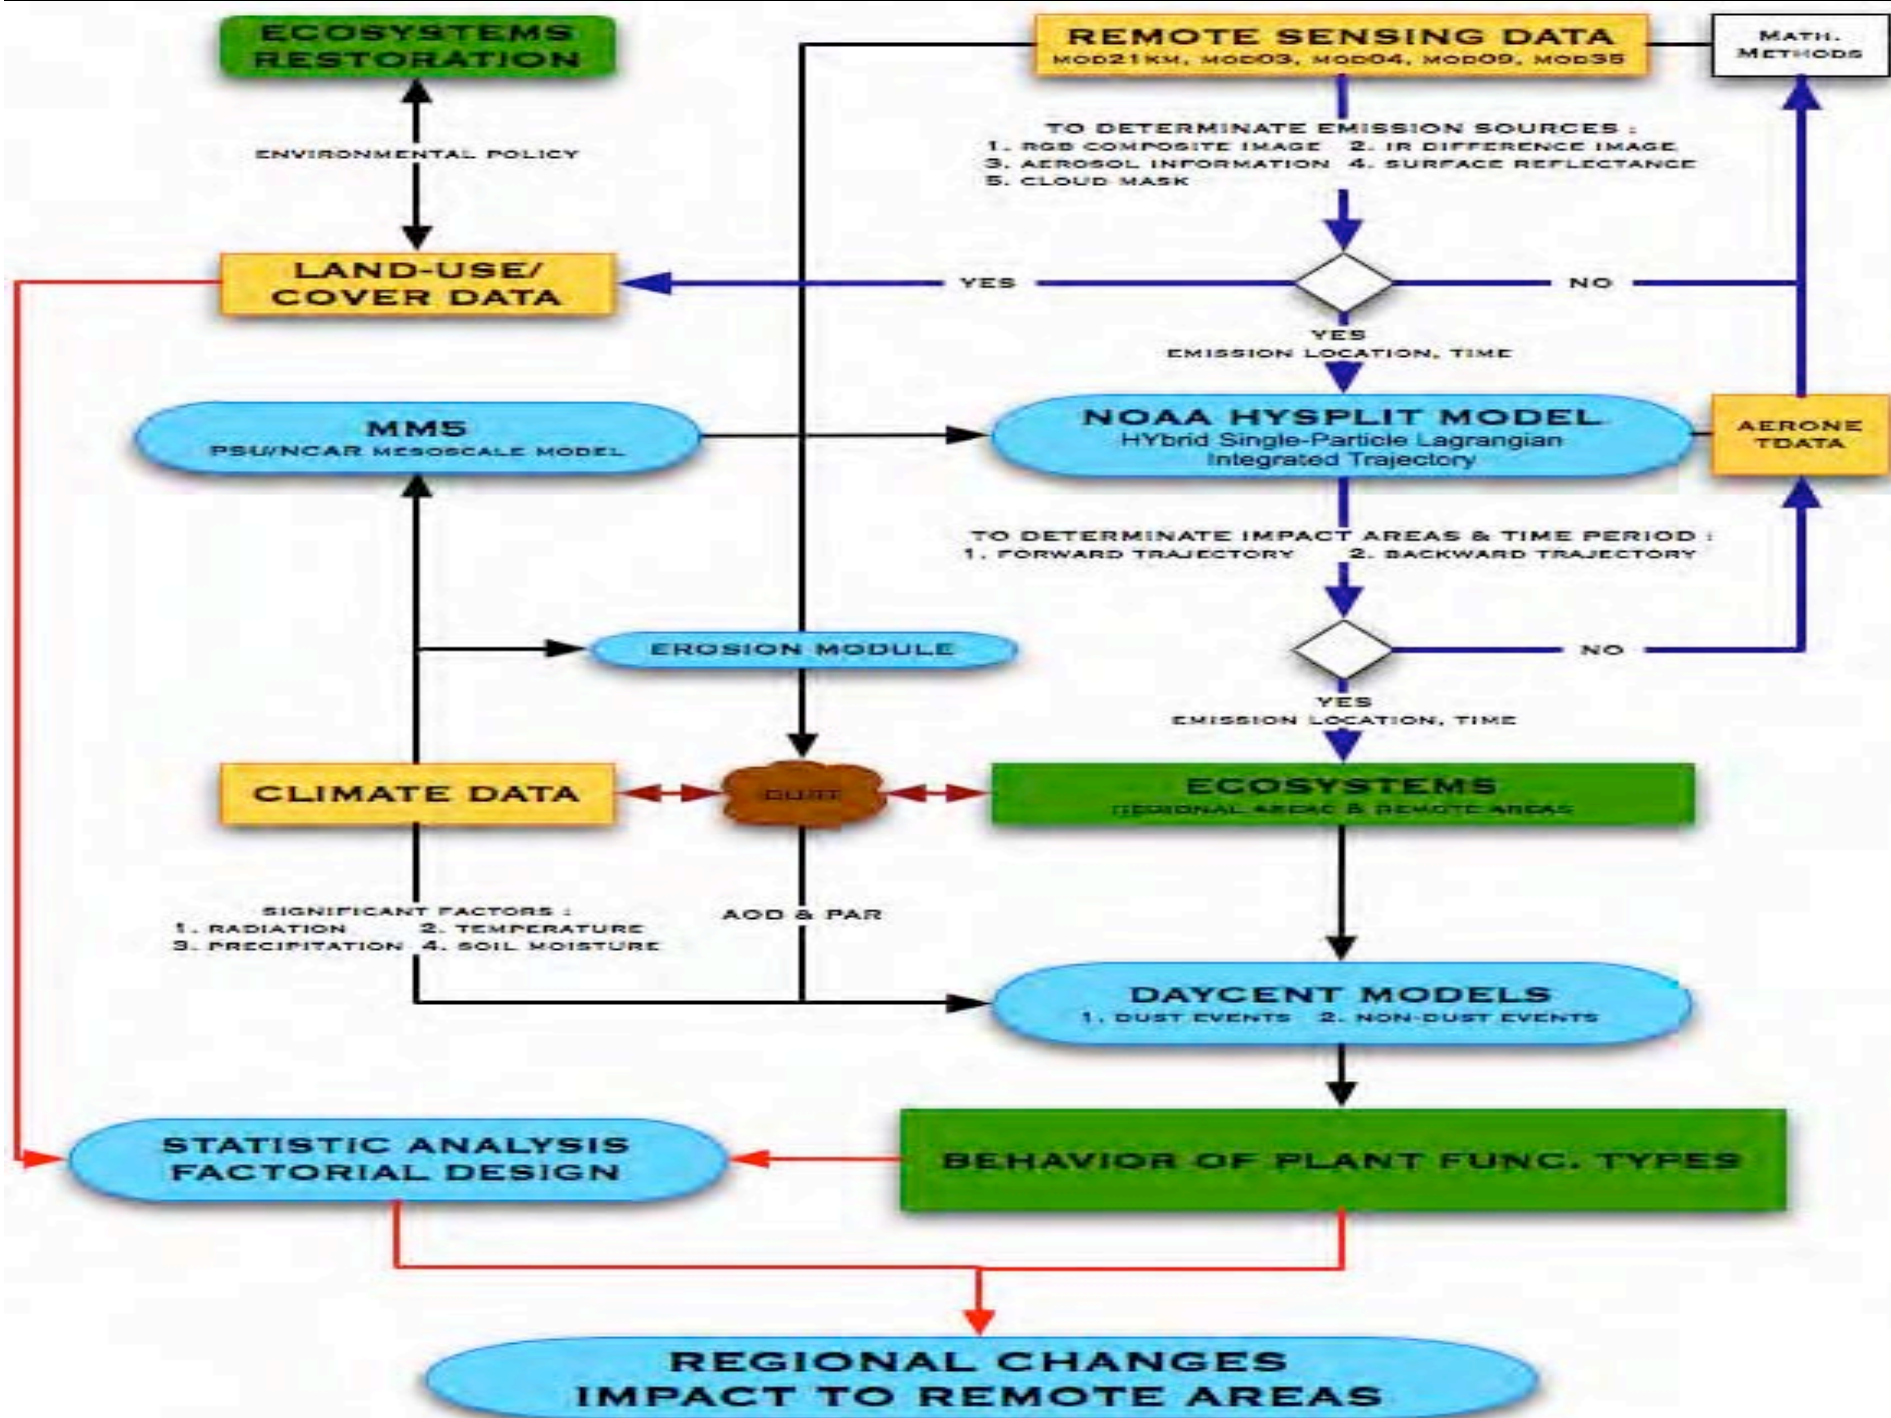 ECOSYSTEMS
RESTORATION
REMOTE SENSING DATA
MOD21KM, MOD03, MOD04, MOD09, MOD35
MATH.
METHODS
ENVIRONMENTAL POLICY
TO DETERMINATE EMISSION SOURCES :
1. RGB COMPOSITE IMAGE 2. IR DIFFERENCE IMAGE
3. AEROSOL INFORMATION 4. SURFACE REFLECTANCE
5. CLOUD MASK
LAND-USE/
COVER DATA
YES
NO
YES
EMISSION LOCATION, TIME
MM5
PSU/NCAR MESOSCALE MODEL
NOAA HYSPLIT MODEL
HYbrid Single-Particle Lagrangian
Integrated Trajectory
AERONE
TDATA
TO DETERMINATE IMPACT AREAS & TIME PERIOD :
1. FORWARD TRAJECTORY 2. BACKWARD TRAJECTORY
EROSION MODULE
NO
YES
EMISSION LOCATION, TIME
CLIMATE DATA
DUST
ECOSYSTEMS
REGIONAL AREAS & REMOTE AREAS
SIGNIFICANT FACTORS :
1. RADIATION 2. TEMPERATURE
3. PRECIPITATION 4. SOIL MOISTURE
AOD & PAR
DAYCENT MODELS
1. DUST EVENTS 2. NON-DUST EVENTS
STATISTIC ANALYSIS
FACTORIAL DESIGN
BEHAVIOR OF PLANT FUNC. TYPES
REGIONAL CHANGES
IMPACT TO REMOTE AREAS